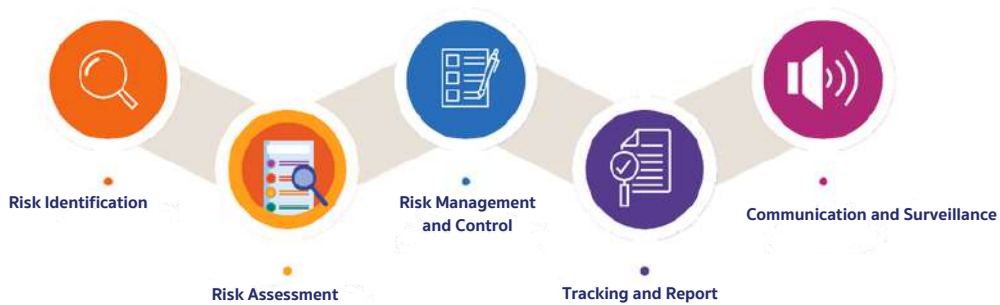 Risk Identification
Risk Assessment
Risk Management
and Control
Tracking and Report
Communication and Surveillance